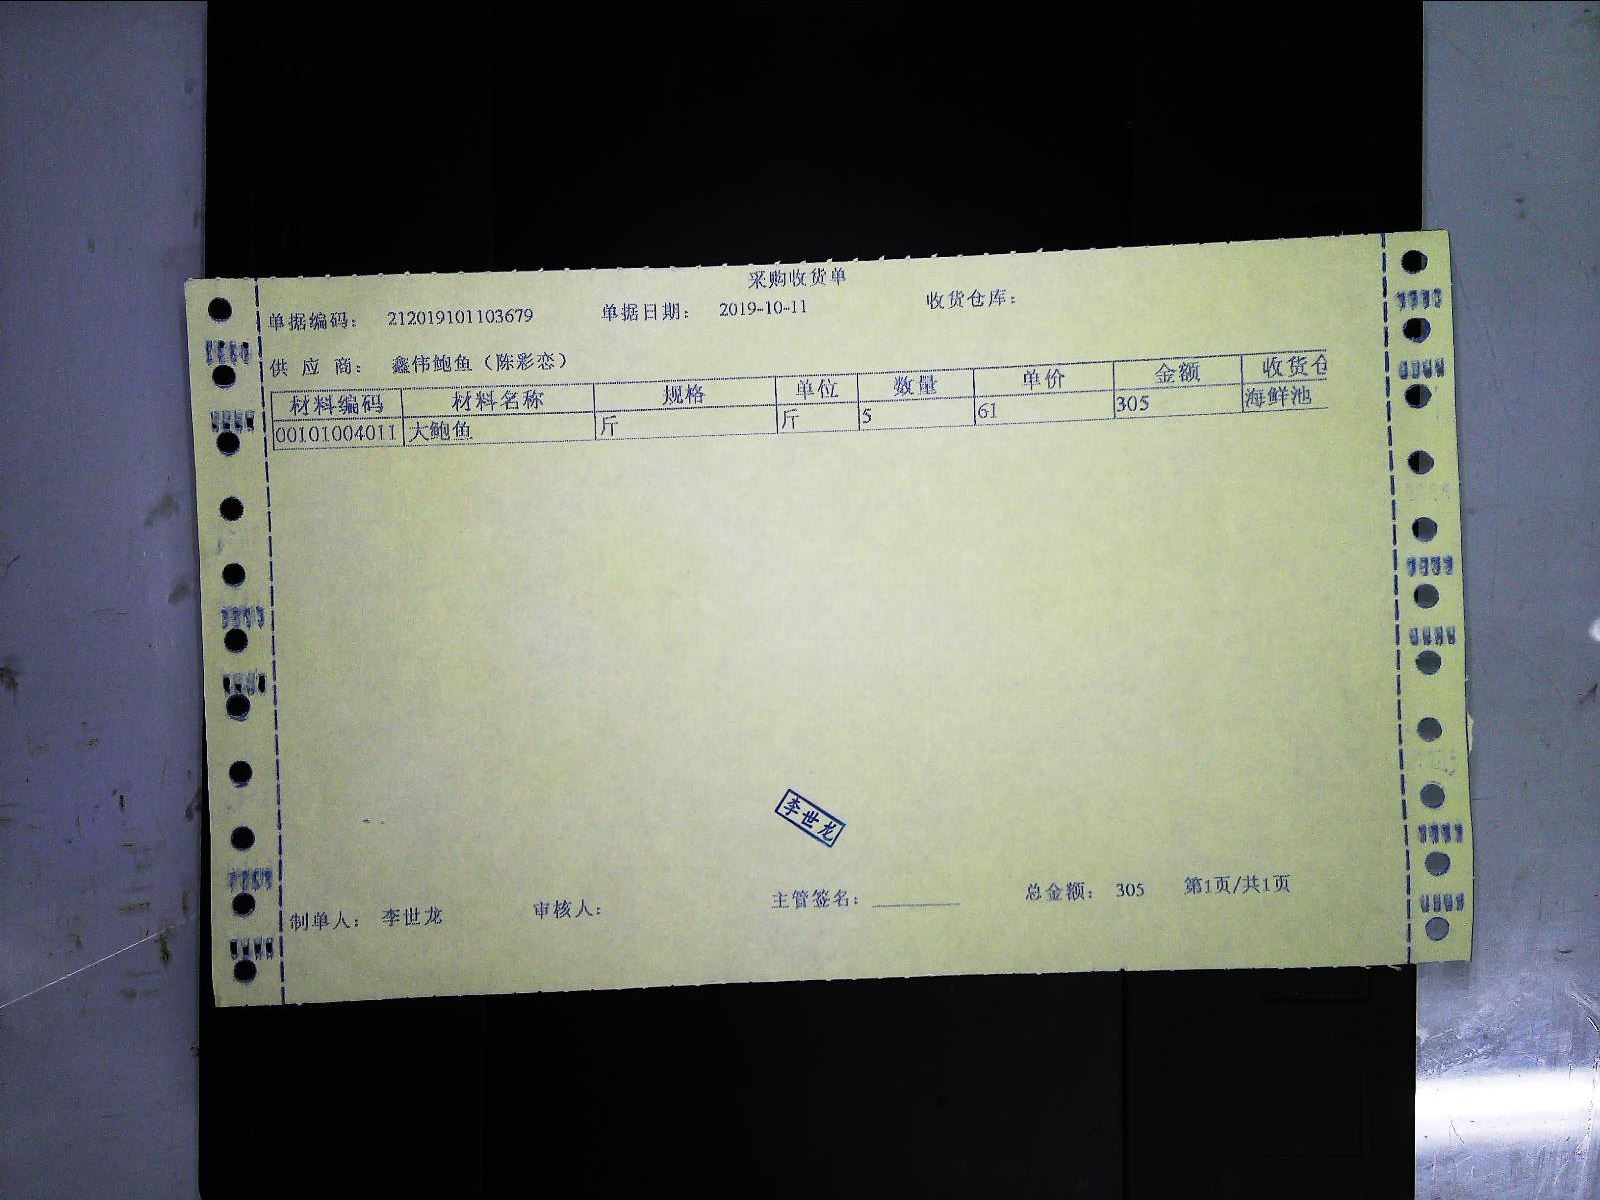 采购收货单
单据编码： 212019101103679 单据日期： 2019-10-11 收货仓库：
供 应 商： 鑫伟鲍鱼（陈彩恋）
材料编码 材料名称 规格 单位 数量 单价 金额 收货仓
00101004011 大鲍鱼 斤 斤 5 61 305 海鲜池
李世龙
制单人： 李世龙 审核人： 主管签名： 总金额： 305 第1页/共1页